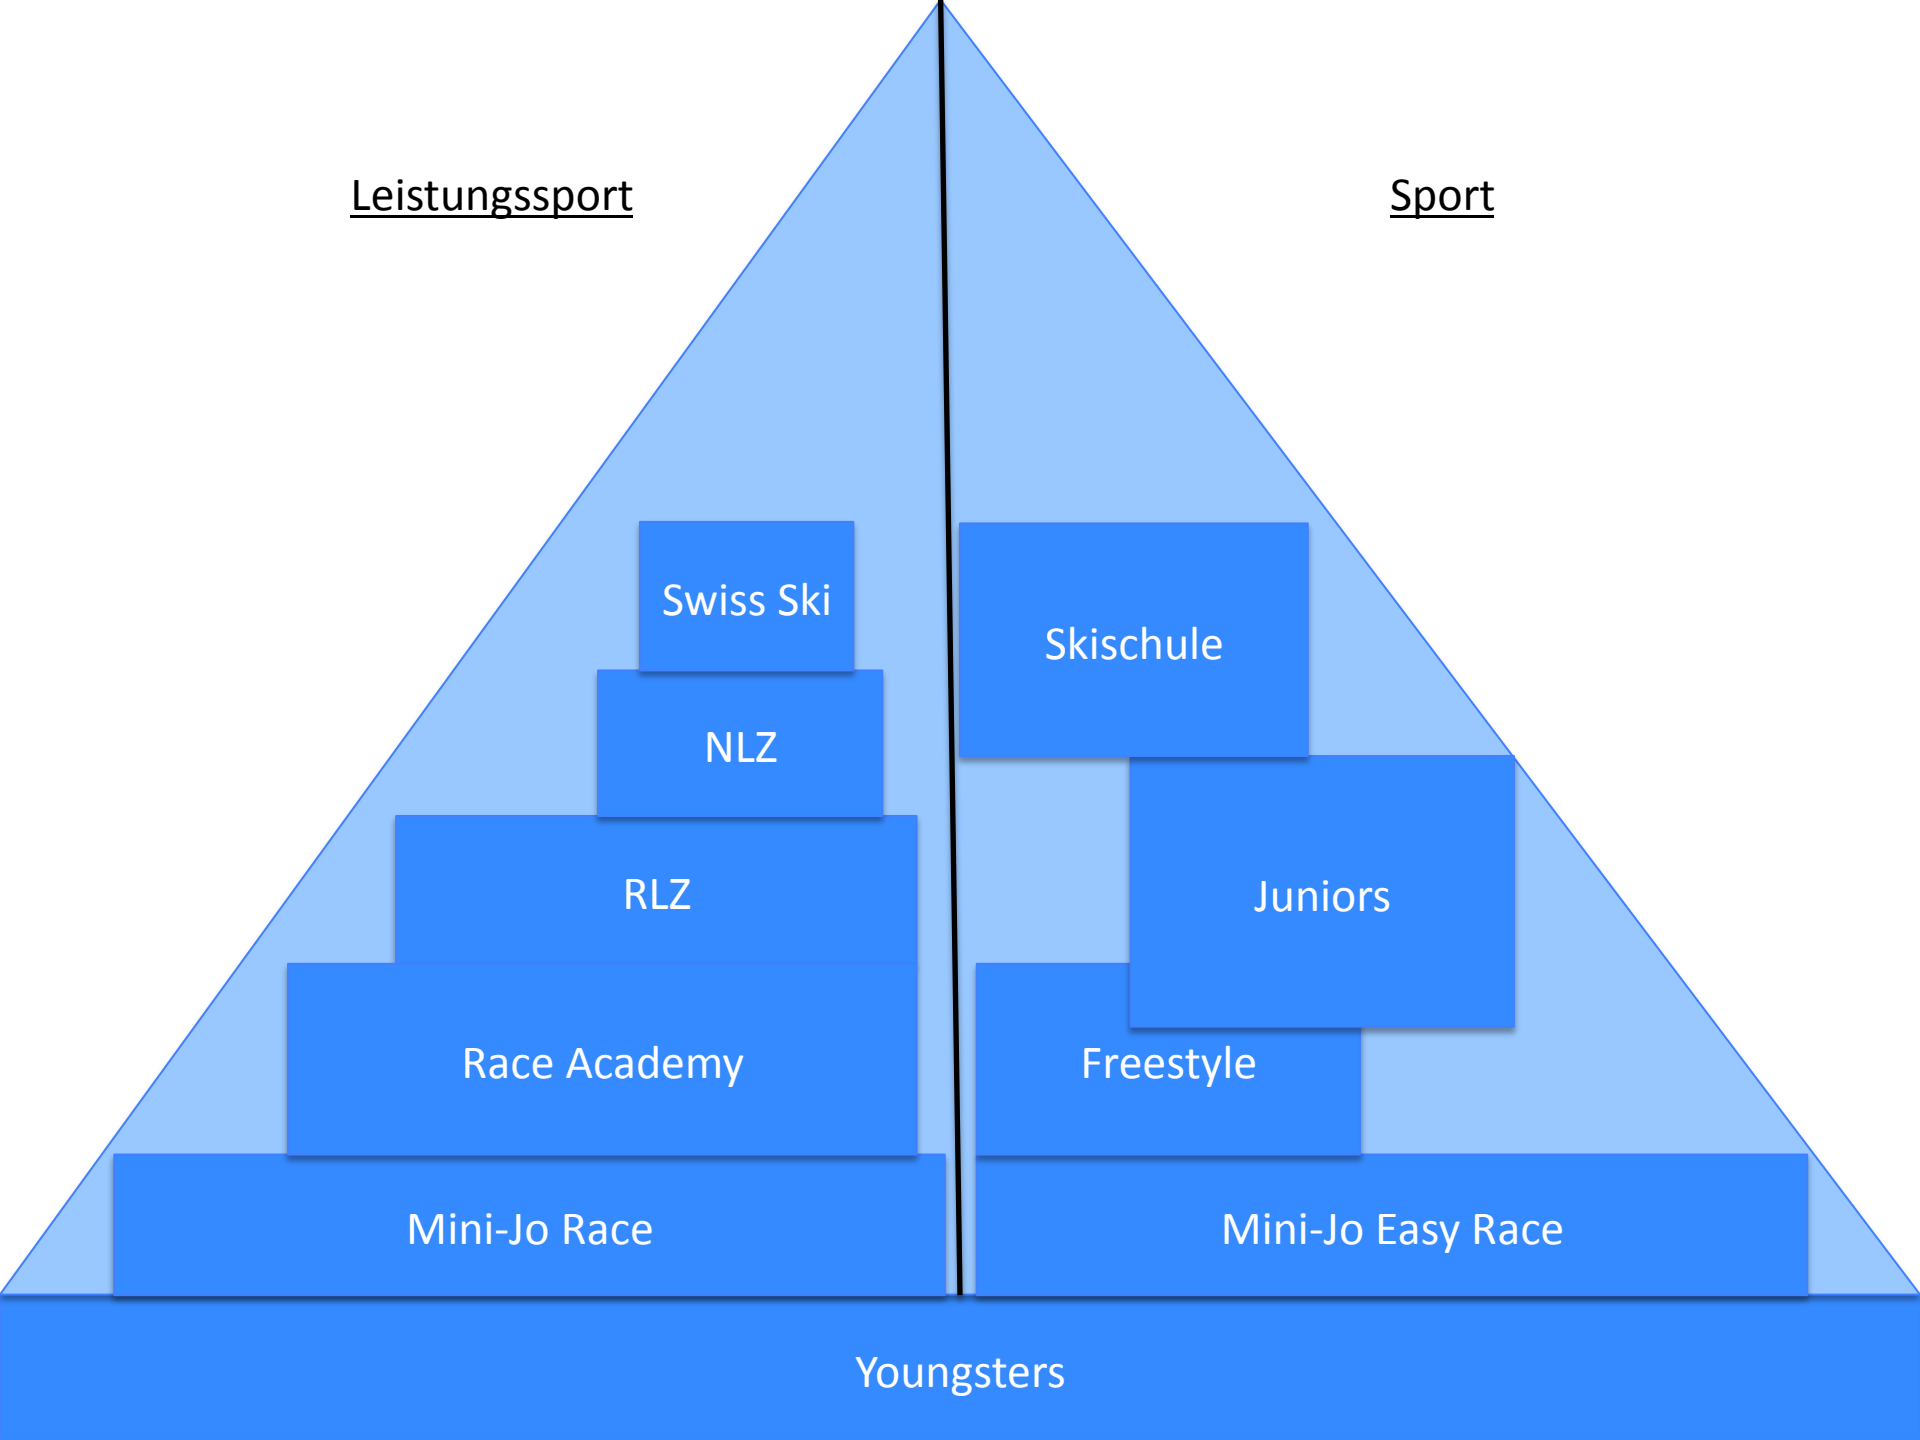 Leistungssport
Sport
Swiss Ski
Skischule
NLZ
RLZ
Juniors
Race Academy
Freestyle
Mini-Jo Race
Mini-Jo Easy Race
Youngsters